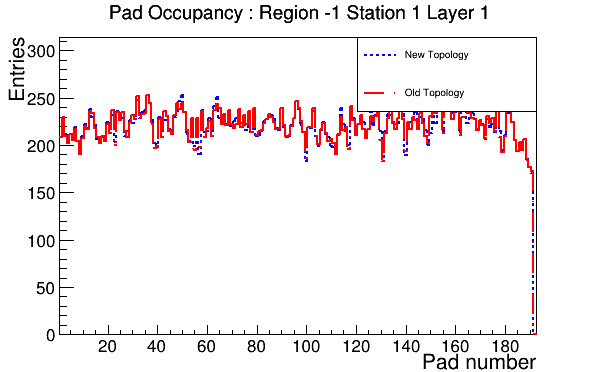 Pad Occupancy : Region -1 Station 1 Layer 1
Entries
300
250
200
150
100
50
0
New Topology
Old Topology
20 40 60 80 100 120 140 160 180
Pad number